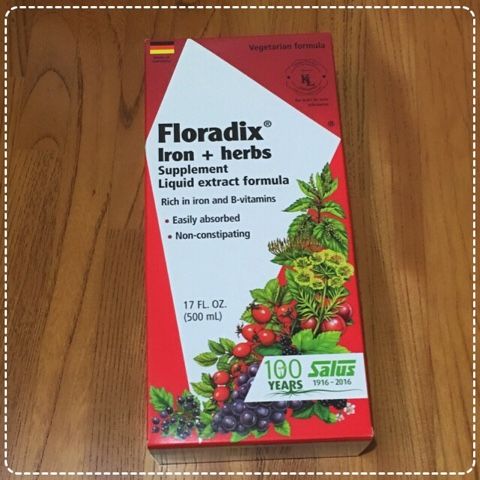 Vegetarian formula
Floradix®
Iron + herbs
Supplement
Liquid extract formula
Rich in iron and B-vitamins
• Easily absorbed
• Non-constipating
17 FL. OZ.
(500 mL)
100
YEARS
Salus
1916 – 2016